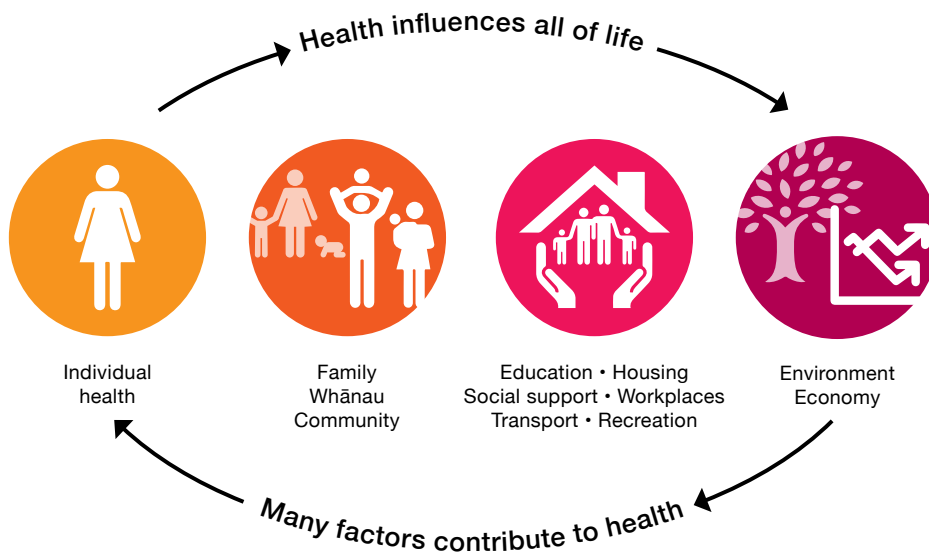 Health influences all of life
Individual
health
Family
Whānau
Community
Education • Housing
Social support • Workplaces
Transport • Recreation
Environment
Economy
Many factors contribute to health